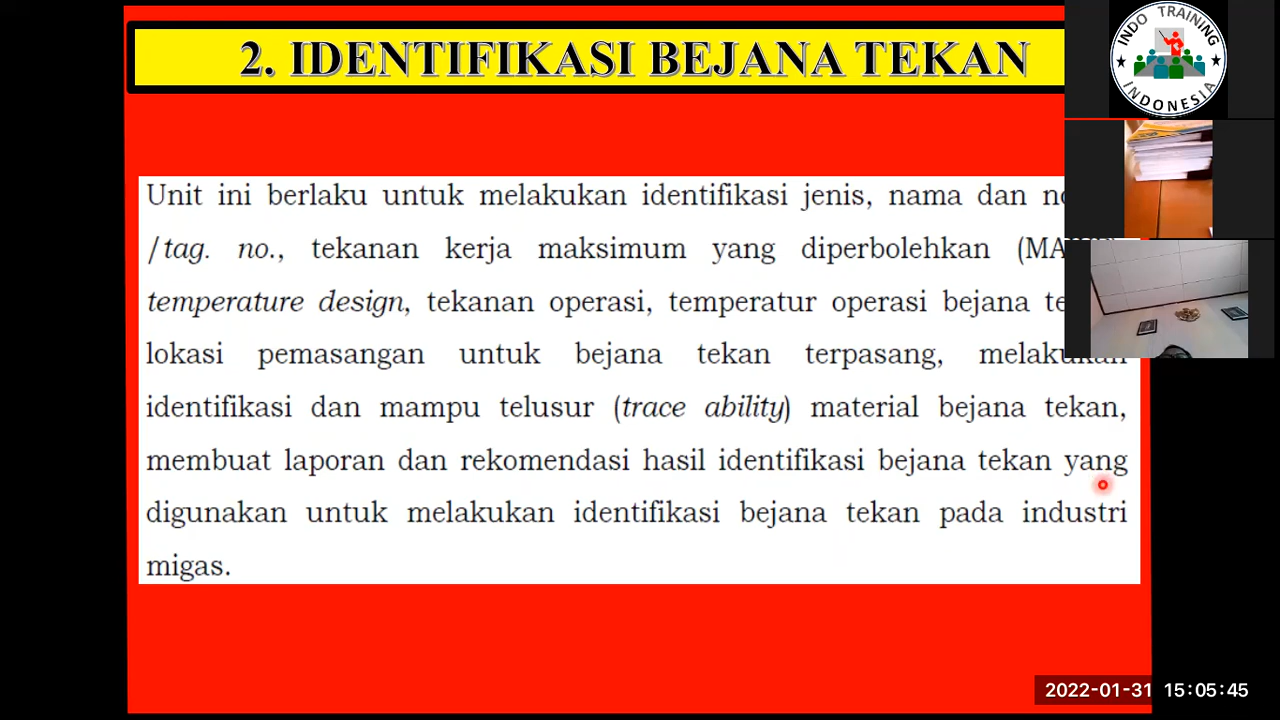 2. IDENTIFIKASI BEJANA TEKAN
Unit ini berlaku untuk melakukan identifikasi jenis, nama dan
/tag. no., tekanan kerja maksimum yang diperbolehkan
temperature design, tekanan operasi, temperatur operasi bejana
lokasi pemasangan untuk bejana tekan terpasang, melakukan
identifikasi dan mampu telusur (trace ability) material bejana tekan,
membuat laporan dan rekomendasi hasil identifikasi bejana tekan yang
digunakan untuk melakukan identifikasi bejana tekan pada industri
migas.
INDO TRAINING
INDONESIA
2022-01-31 15:05:45